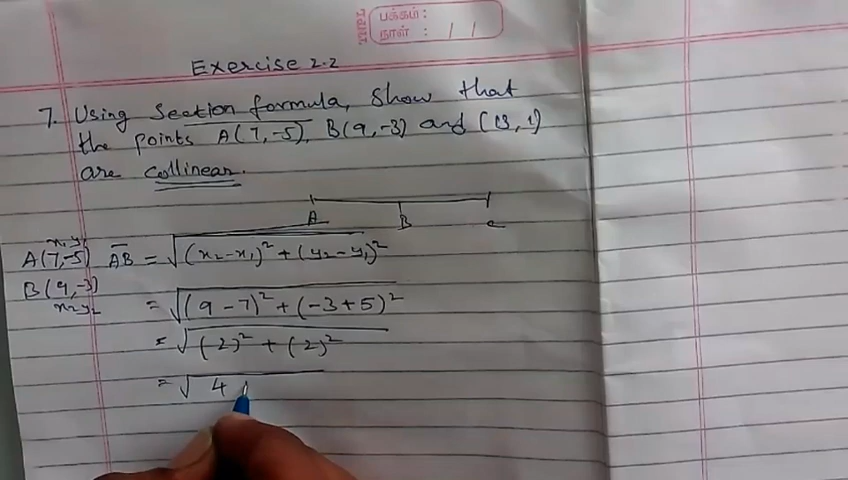 பக்கம் :
நாள் : / /
Exercise 2.2
7. Using Section formula, Show that
the points A(7,-5), B(9,-3) and (13, 1)
are collinear.
A B C
x₁ y₁
A(7,-5) AB = √(x₂-x₁)² + (y₂-y₁)²
B(9,-3)
x₂ y₂
= √(9-7)² + (-3+5)²
= √(2)² + (2)²
= √ 4